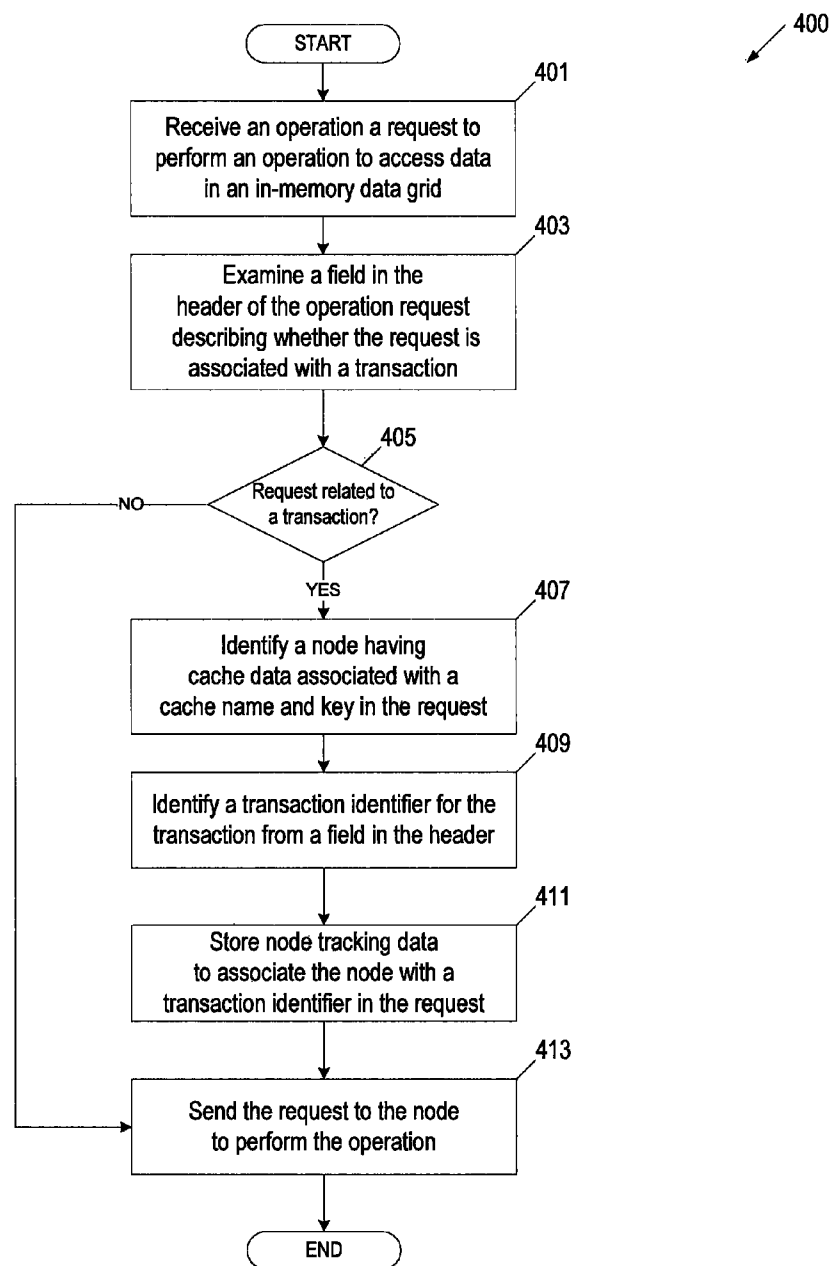 400
START
401
Receive an operation a request to
perform an operation to access data
in an in-memory data grid
403
Examine a field in the
header of the operation request
describing whether the request is
associated with a transaction
405
Request related to
a transaction?
NO
YES
407
Identify a node having
cache data associated with a
cache name and key in the request
409
Identify a transaction identifier for the
transaction from a field in the header
411
Store node tracking data
to associate the node with a
transaction identifier in the request
413
Send the request to the node
to perform the operation
END